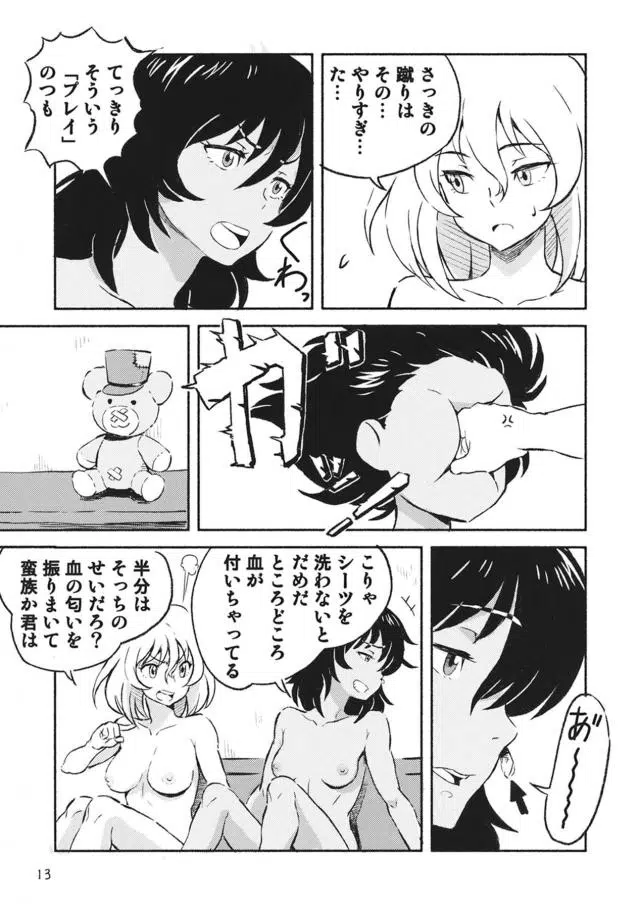 さっきの
蹴りは
その…
やりすぎ…
た…
てっきり
そういう
「プレイ」
のつも
くわっ
ガッ
あ゛〜〜〜
こりゃ
シーツを
洗わないと
だめだ
ところどころ
血が
付いちゃってる
半分は
そっちの
せいだろ?
血の匂いを
振りまいて
蛮族か君は
13